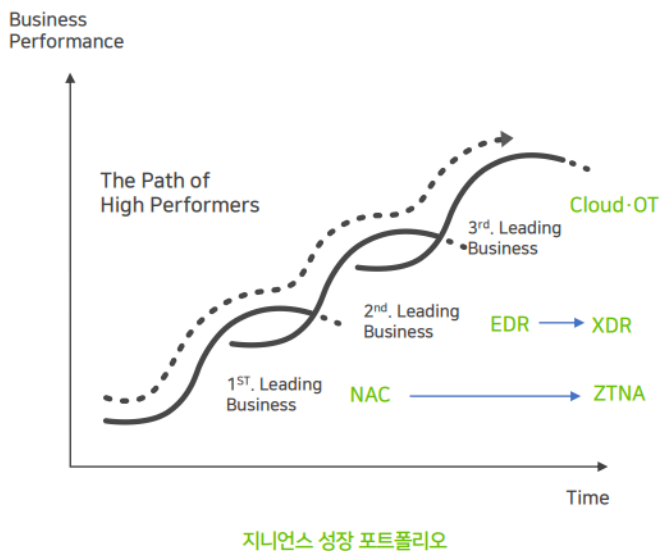 Business
Performance
The Path of
High Performers
Cloud·OT
3rd. Leading
Business
2nd. Leading
Business
EDR
XDR
1ST. Leading
Business
NAC
ZTNA
Time
지니언스 성장 포트폴리오